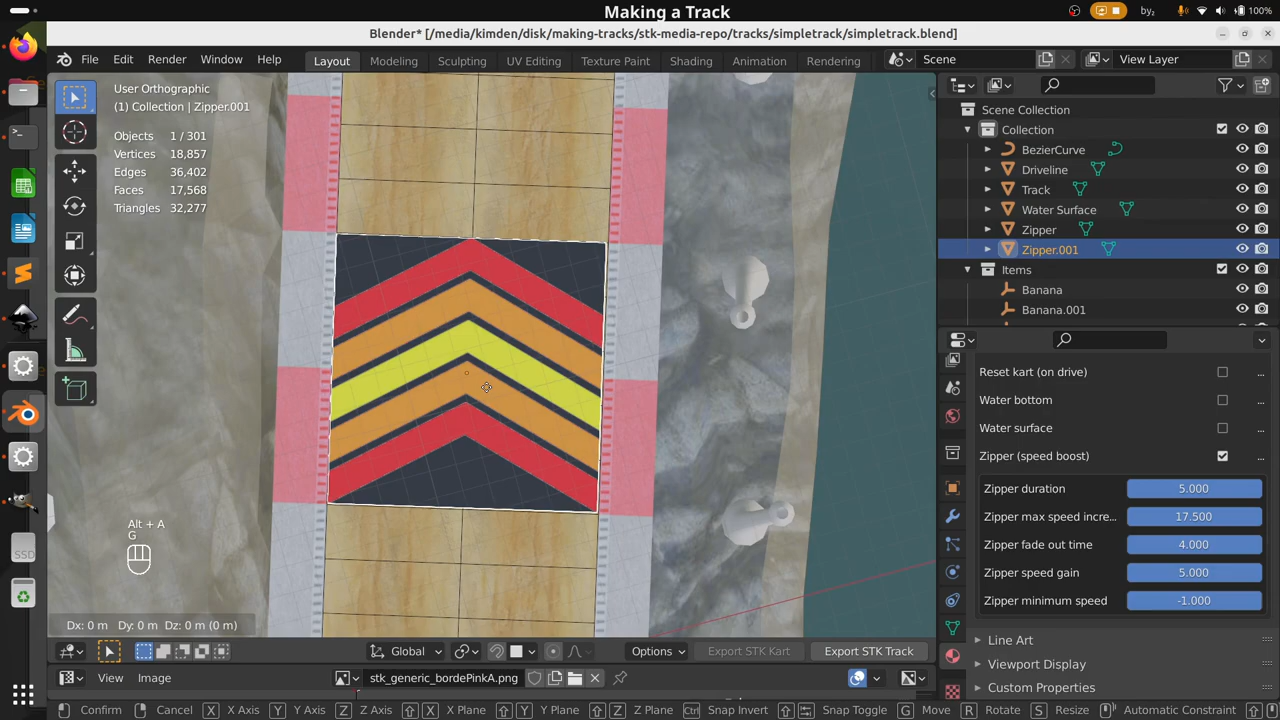 Making a Track
by₂
100%
Blender* [/media/kimden/disk/making-tracks/stk-media-repo/tracks/simpletrack/simpletrack.blend]
File Edit Render Window Help Layout Modeling Sculpting UV Editing Texture Paint Shading Animation Rendering Scene View Layer
User Orthographic
(1) Collection | Zipper.001
Objects 1 / 301
Vertices 18,857
Edges 36,402
Faces 17,568
Triangles 32,277
Scene Collection
Collection
BezierCurve
Driveline
Track
Water Surface
Zipper
Zipper.001
Items
Banana
Banana.001
Reset kart (on drive) ...
Water bottom ...
Water surface ...
Zipper (speed boost) ...
Zipper duration 5.000
Zipper max speed incre... 17.500
Zipper fade out time 4.000
Zipper speed gain 5.000
Zipper minimum speed -1.000
Line Art
Viewport Display
Custom Properties
Alt + A
G
SSD
Dx: 0 m Dy: 0 m Dz: 0 m (0 m)
Global Options Export STK Kart Export STK Track
View Image stk_generic_bordePinkA.png
Confirm Cancel X X Axis Y Y Axis Z Z Axis X X Plane Y Y Plane Z Z Plane Ctrl Snap Invert Snap Toggle G Move R Rotate S Resize Automatic Constraint